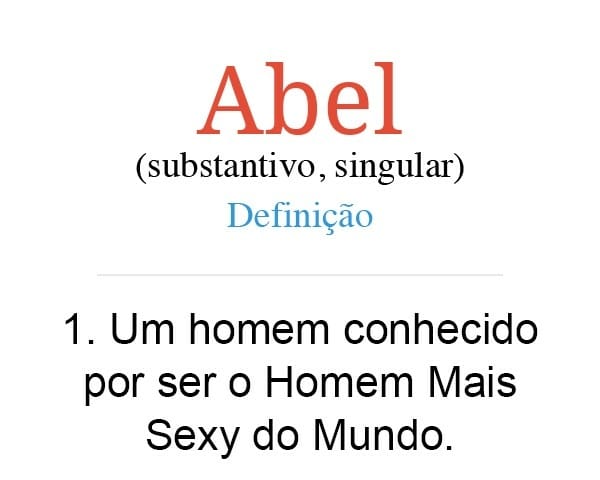 Abel
(substantivo, singular)
Definição
1. Um homem conhecido
por ser o Homem Mais
Sexy do Mundo.